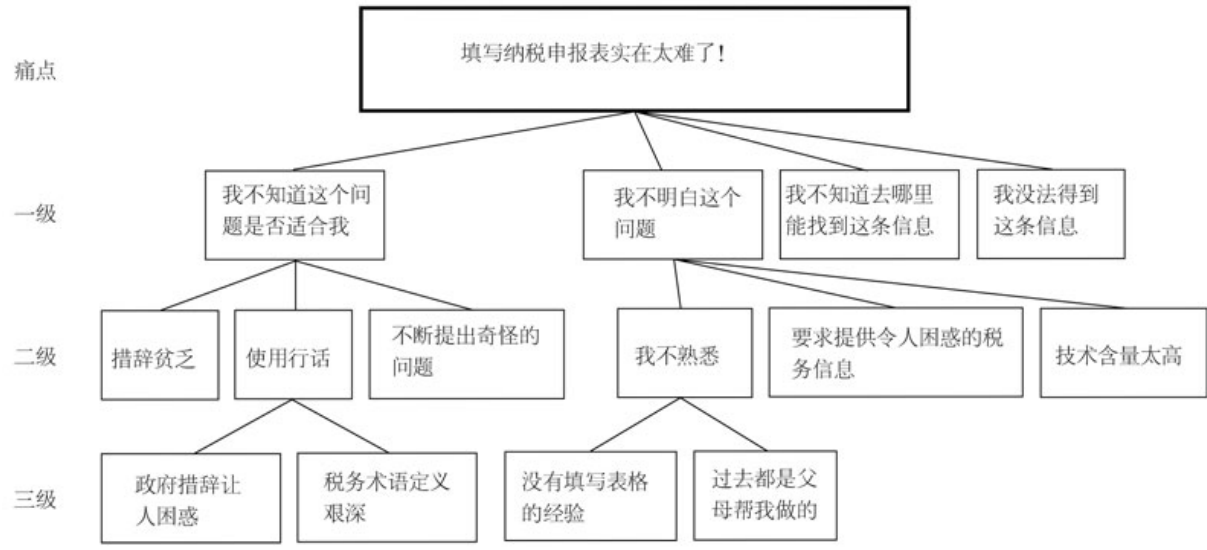 填写纳税申报表实在太难了!
痛点
我不知道这个问
题是否适合我
我不明白这个
问题
我不知道去哪里
能找到这条信息
我没法得到
这条信息
一级
措辞贫乏
使用行话
不断提出奇怪的
问题
我不熟悉
要求提供令人困惑的税
务信息
技术含量太高
二级
政府措辞让
人困惑
税务术语定义
艰深
没有填写表格
的经验
过去都是父
母帮我做的
三级